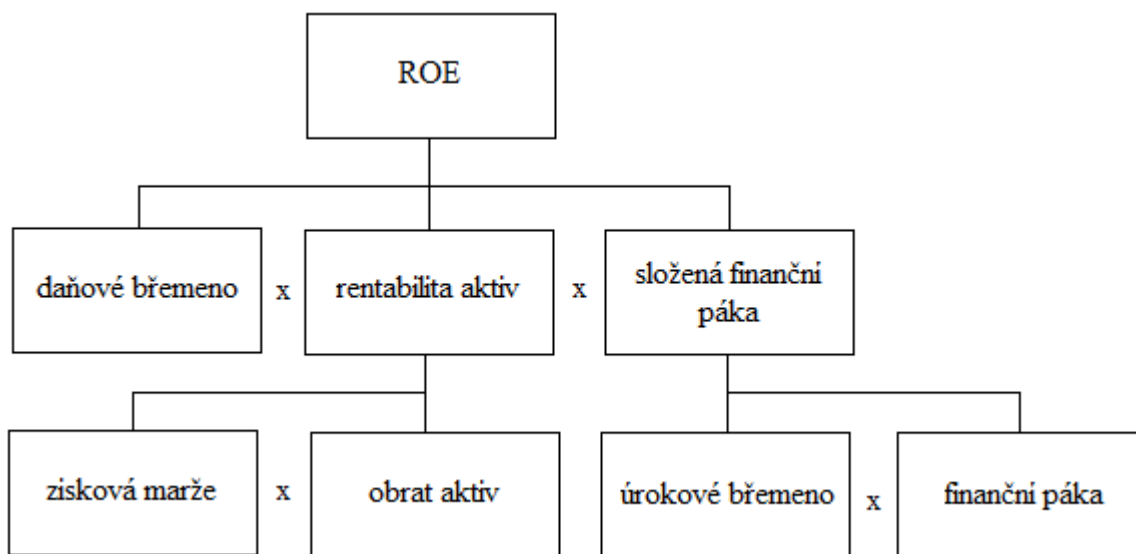 ROE
daňové břemeno x rentabilita aktiv x složená finanční
páka
zisková marže x obrat aktiv úrokové břemeno x finanční páka